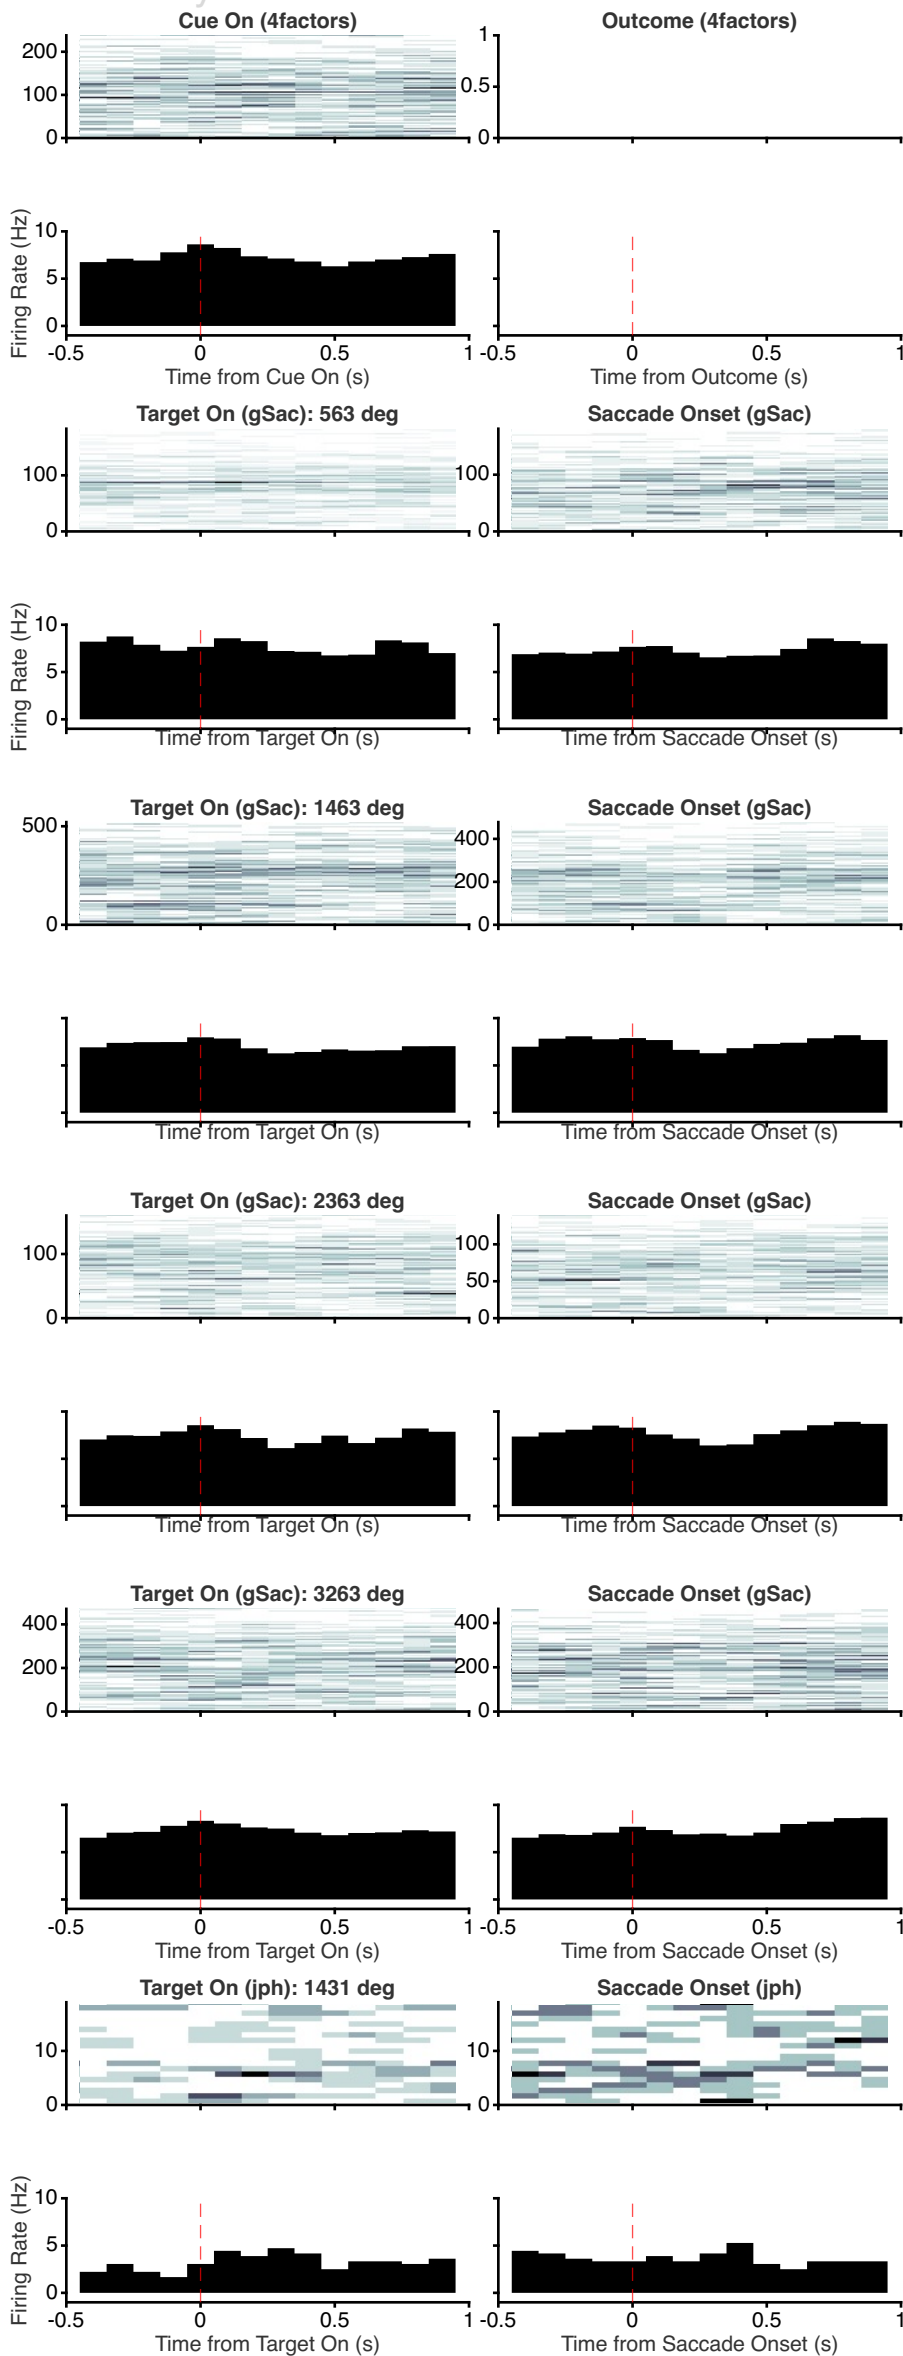 Cue On (4factors) Outcome (4factors)
200
100
0
1
0.5
0
Firing Rate (Hz)
10
5
0
-0.5 0 0.5 1 -0.5 0 0.5 1
Time from Cue On (s) Time from Outcome (s)
Target On (gSac): 563 deg Saccade Onset (gSac)
100
0
100
0
Firing Rate (Hz)
10
5
0
Time from Target On (s) Time from Saccade Onset (s)
Target On (gSac): 1463 deg Saccade Onset (gSac)
500
0
400
200
0
Time from Target On (s) Time from Saccade Onset (s)
Target On (gSac): 2363 deg Saccade Onset (gSac)
100
0
100
50
0
Time from Target On (s) Time from Saccade Onset (s)
Target On (gSac): 3263 deg Saccade Onset (gSac)
400
200
0
400
200
0
-0.5 0 0.5 1 -0.5 0 0.5 1
Time from Target On (s) Time from Saccade Onset (s)
Target On (jph): 1431 deg Saccade Onset (jph)
10
0
10
0
Firing Rate (Hz)
10
5
0
-0.5 0 0.5 1 -0.5 0 0.5 1
Time from Target On (s) Time from Saccade Onset (s)